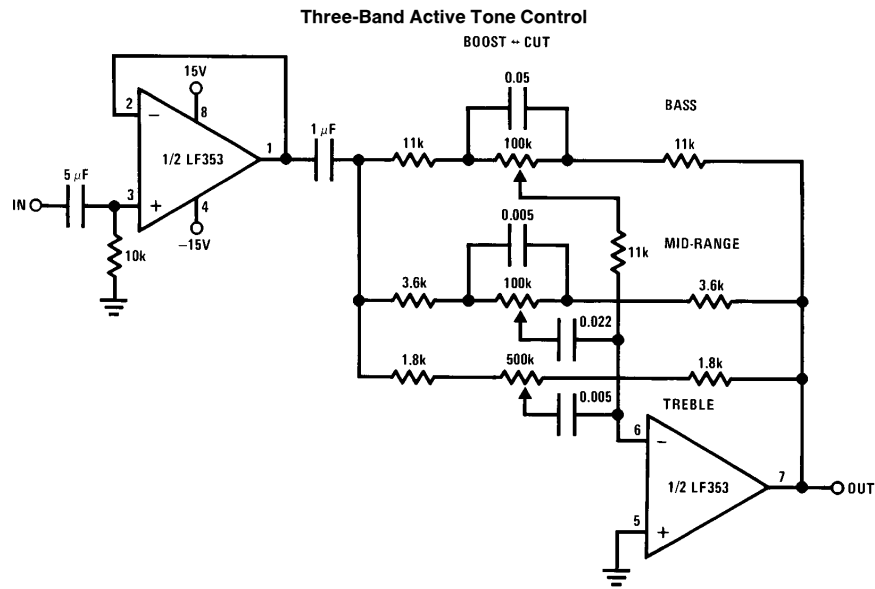 Three-Band Active Tone Control
BOOST ↔ CUT
0.05
BASS
15V
2
−
8
1 µF
11k
100k
11k
1/2 LF353
1
5 µF
IN
3
+
4
−15V
10k
0.005
11k
MID-RANGE
3.6k
100k
3.6k
0.022
1.8k
500k
1.8k
0.005
TREBLE
6
−
1/2 LF353
7
OUT
5
+